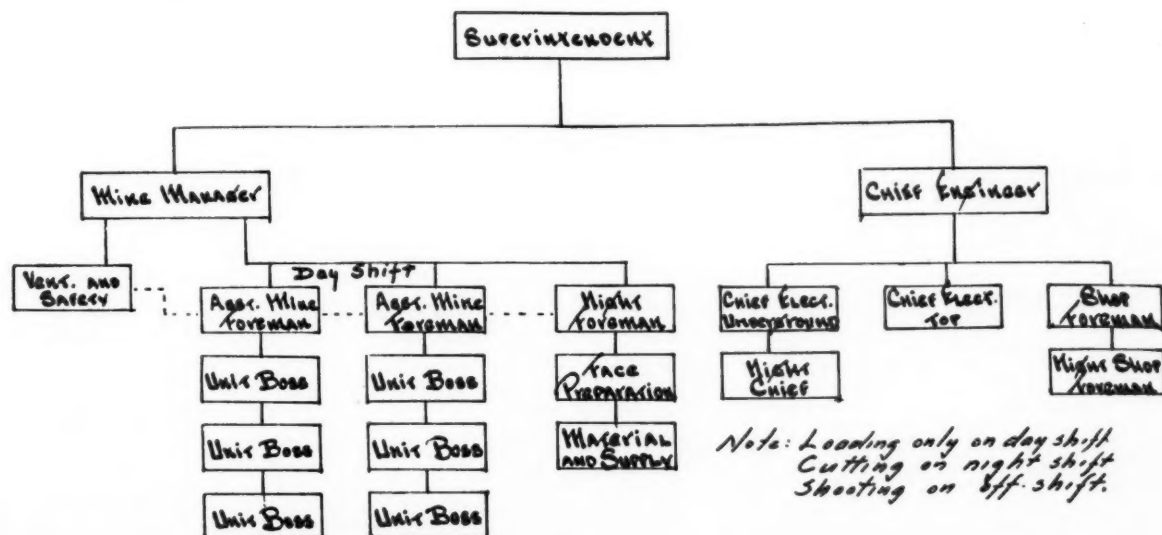 Superintendent
Mine Manager
Chief Engineer
Vent. and
Safety
Day Shift
Asst. Mine
Foreman
Asst. Mine
Foreman
Night
Foreman
Chief Elect.
Underground
Chief Elect.
Top
Shop
Foreman
Unit Boss
Unit Boss
Face
Preparation
Night
Chief
Night Shop
Foreman
Unit Boss
Unit Boss
Material
and Supply
Unit Boss
Unit Boss
Note: Loading only on day shift
Cutting on night shift
Shooting on off-shift.